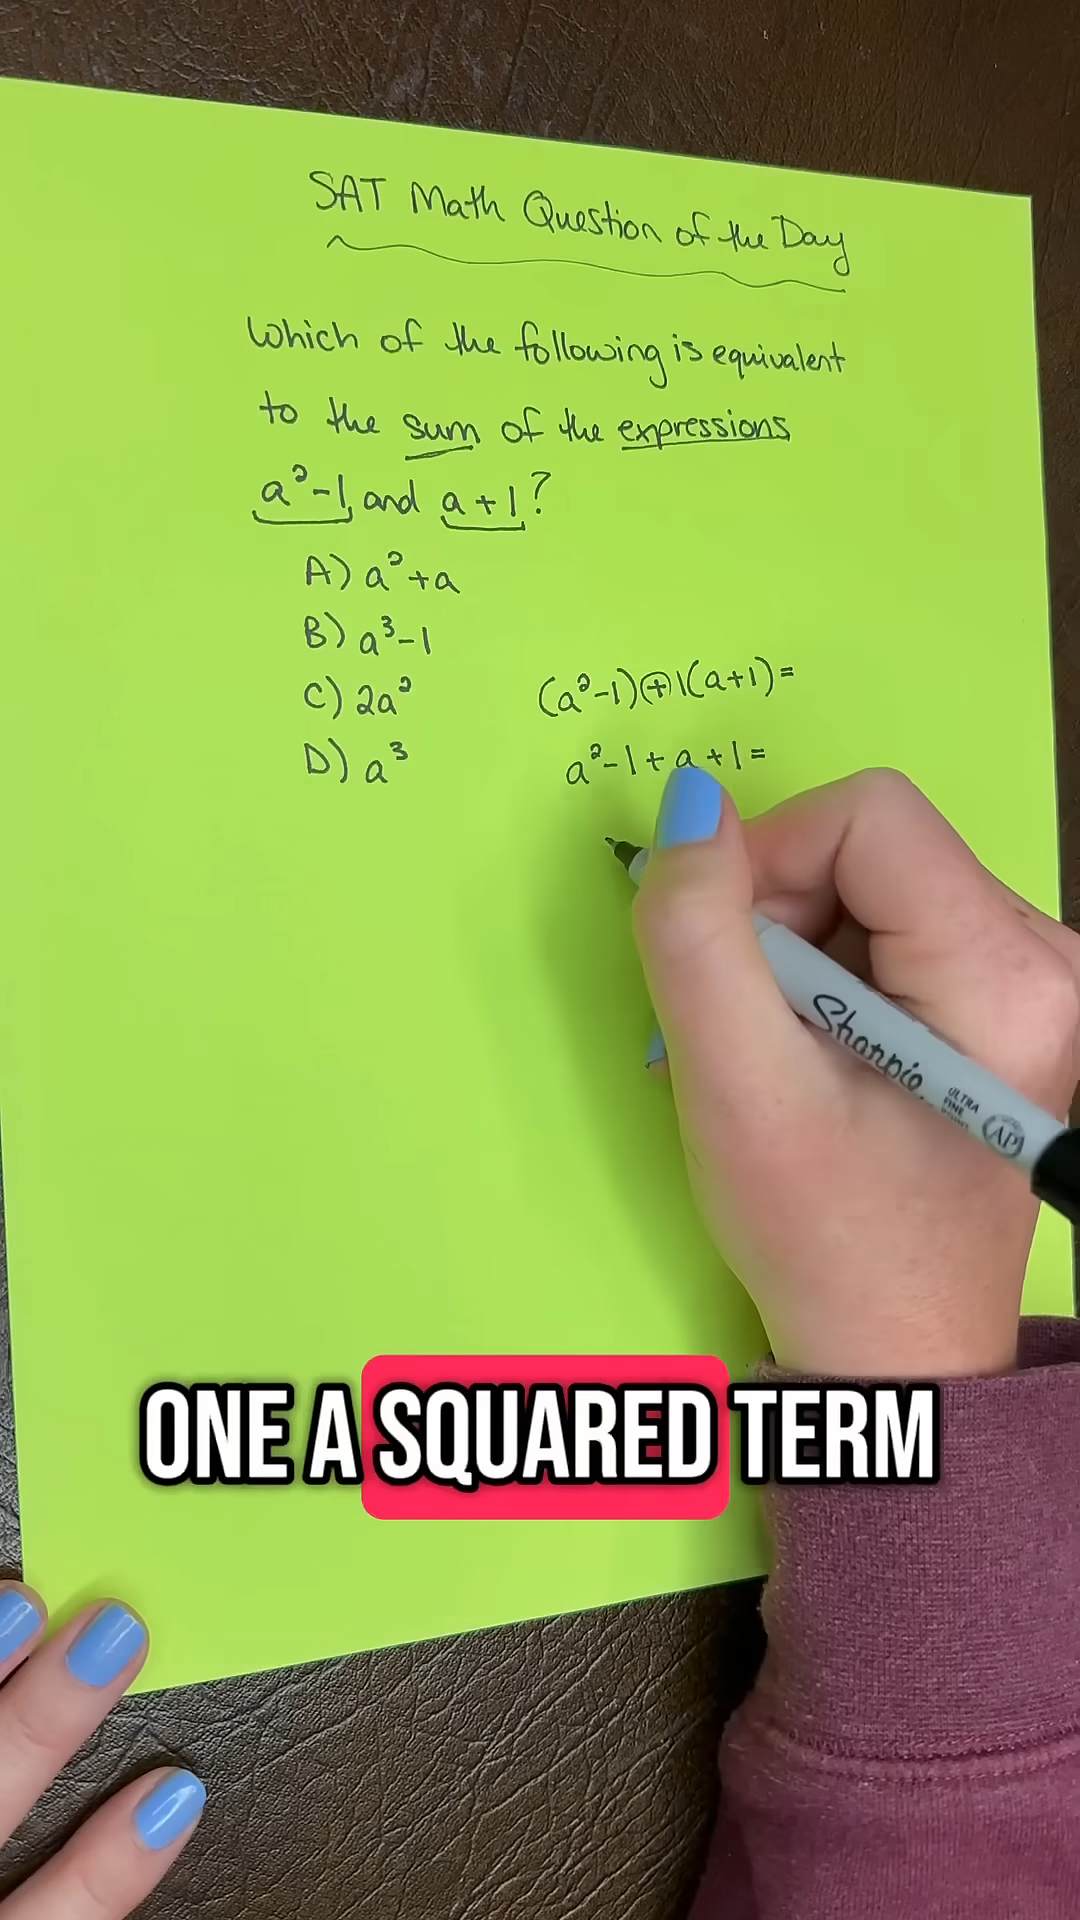 SAT Math Question of the Day
Which of the following is equivalent
to the sum of the expressions
a²-1 and a+1?
A) a²+a
B) a³-1
C) 2a²
D) a³
(a²-1)+1(a+1)=
a²-1+a+1=
Sharpie
ULTRA
FINE
AP
ONE A SQUARED TERM